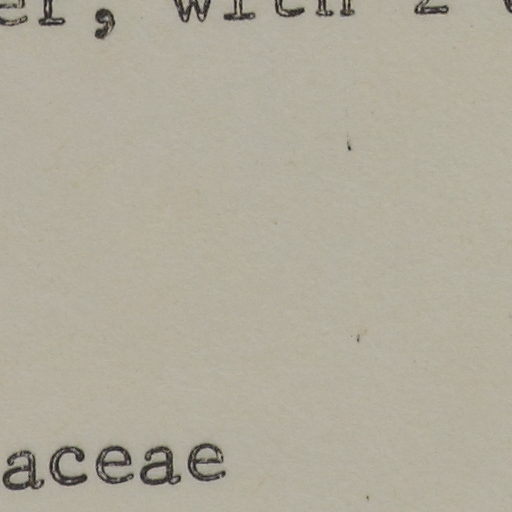 er, with 2
aceae